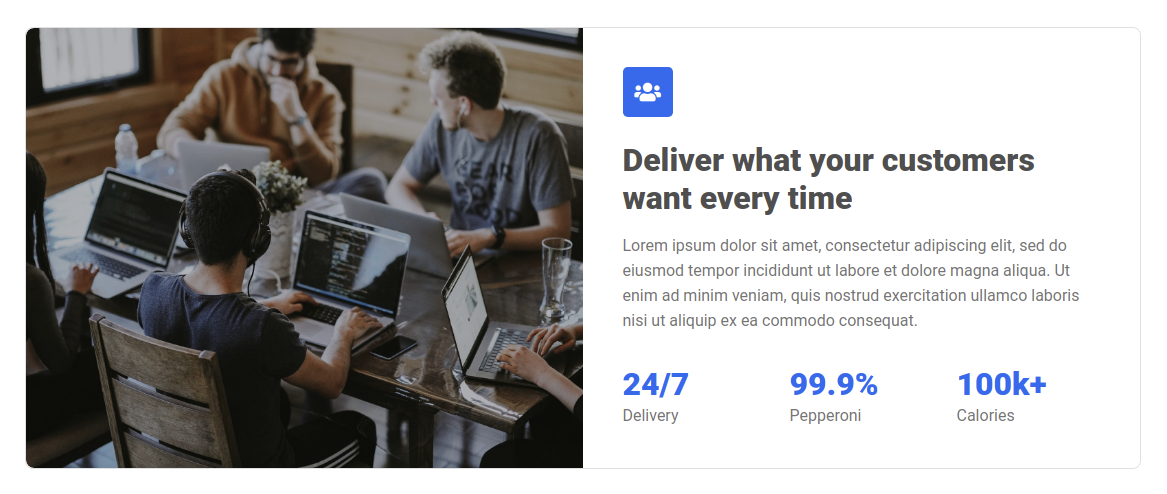 Deliver what your customers
want every time
Lorem ipsum dolor sit amet, consectetur adipiscing elit, sed do
eiusmod tempor incididunt ut labore et dolore magna aliqua. Ut
enim ad minim veniam, quis nostrud exercitation ullamco laboris
nisi ut aliquip ex ea commodo consequat.
24/7 99.9% 100k+
Delivery Pepperoni Calories